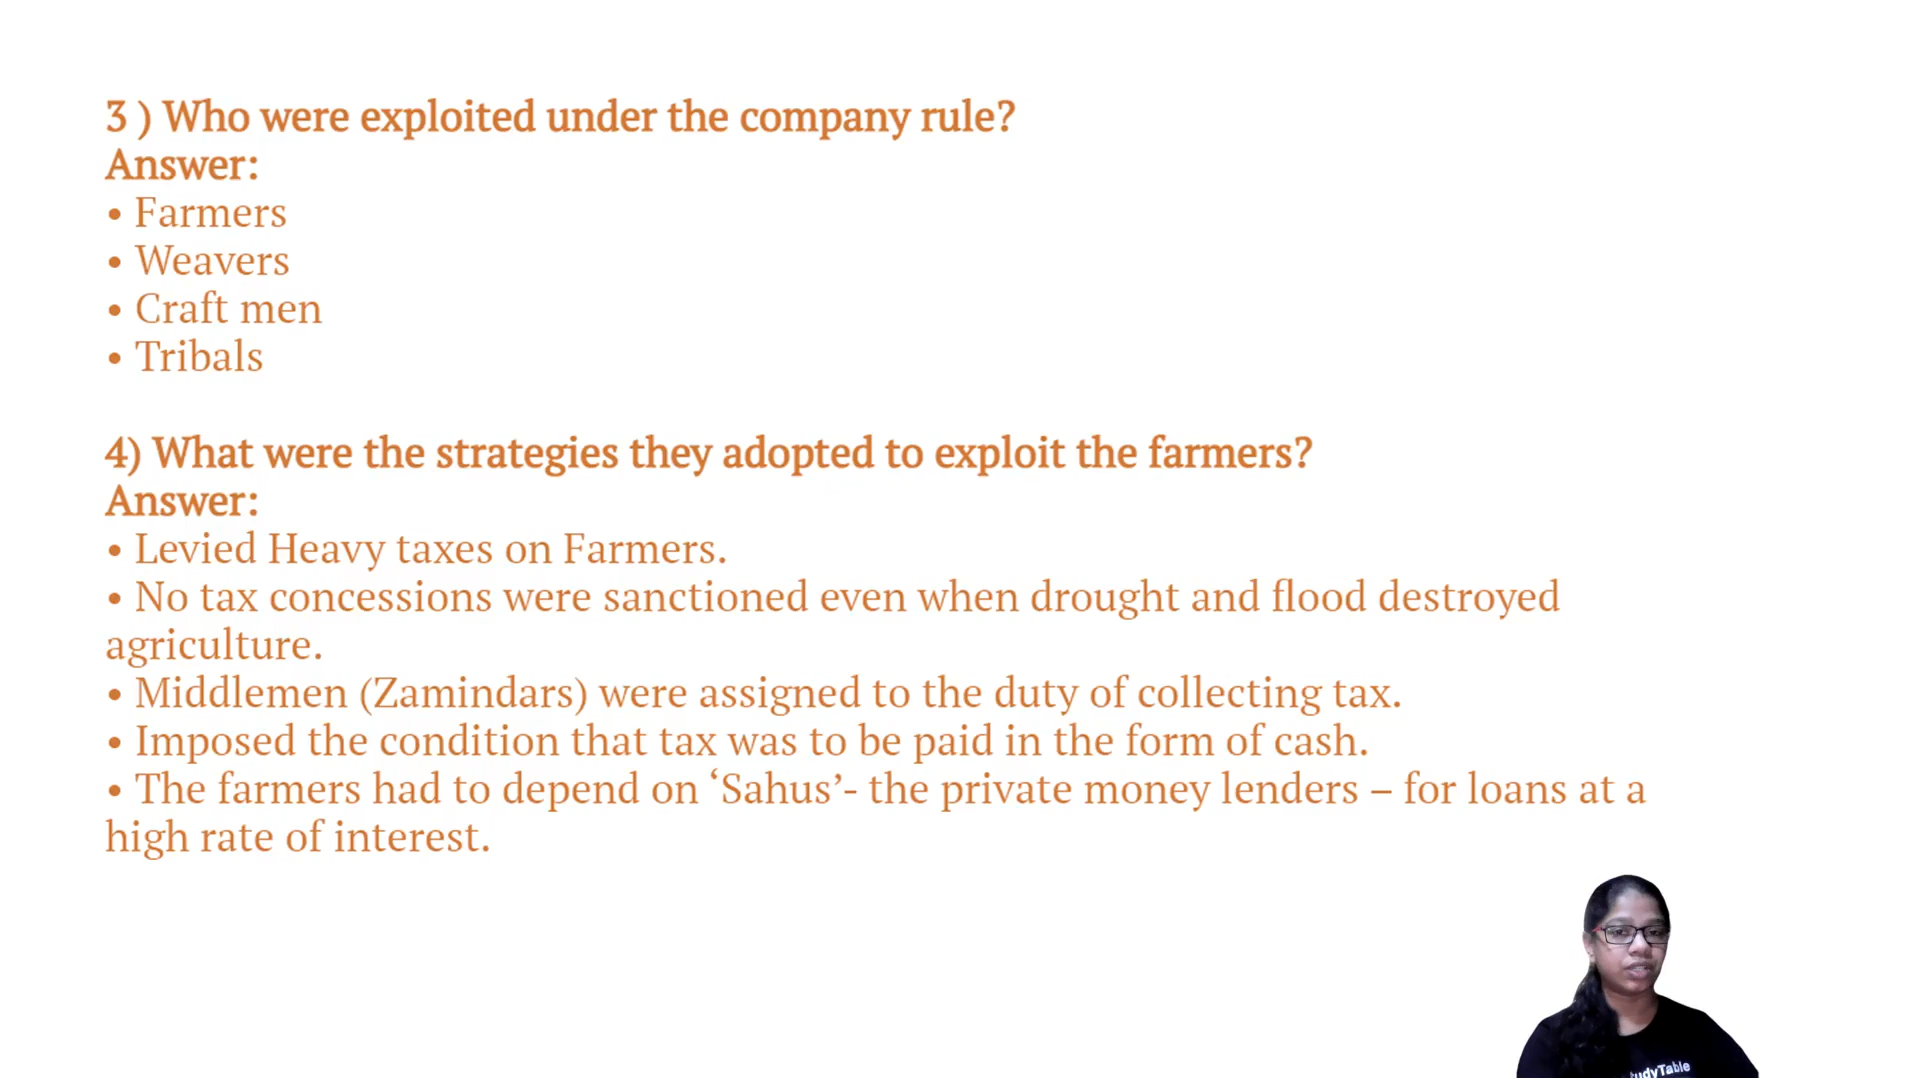 3 ) Who were exploited under the company rule?
Answer:
• Farmers
• Weavers
• Craft men
• Tribals
4) What were the strategies they adopted to exploit the farmers?
Answer:
• Levied Heavy taxes on Farmers.
• No tax concessions were sanctioned even when drought and flood destroyed
agriculture.
• Middlemen (Zamindars) were assigned to the duty of collecting tax.
• Imposed the condition that tax was to be paid in the form of cash.
• The farmers had to depend on ‘Sahus’- the private money lenders – for loans at a
high rate of interest.